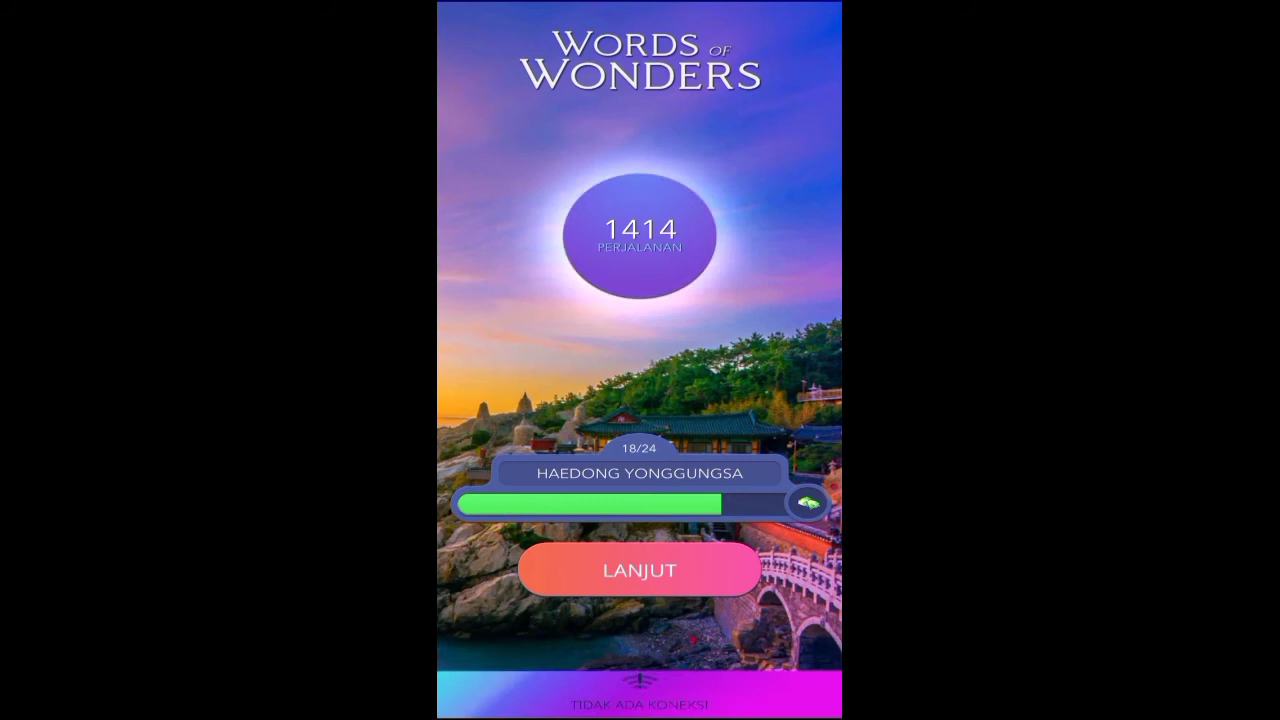 WORDS OF
WONDERS
1414
PERJALANAN
18/24
HAEDONG YONGGUNGSA
LANJUT
TIDAK ADA KONEKSI